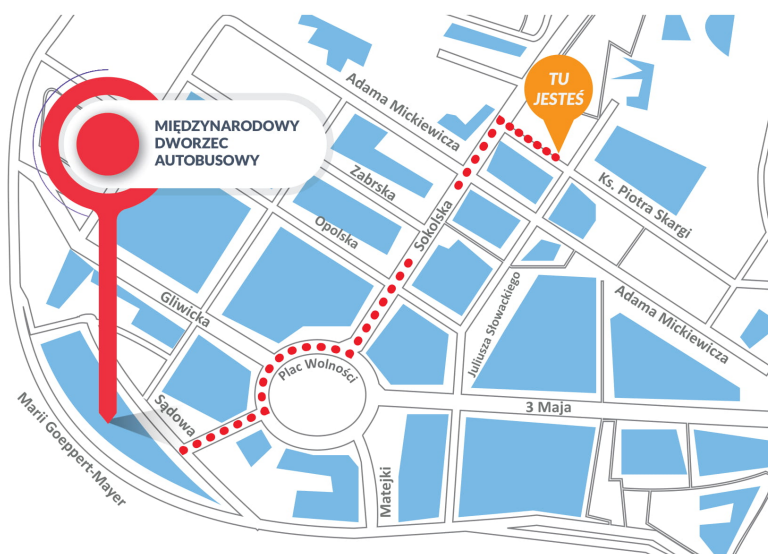 TU
JESTEŚ
Adama Mickiewicza
MIĘDZYNARODOWY
DWORZEC
AUTOBUSOWY
Zabrska
Ks. Piotra Skargi
Opolska
Sokolska
Gliwicka
Juliusza Słowackiego
Adama Mickiewicza
Plac Wolności
Sądowa
3 Maja
Marii Goeppert-Mayer
Matejki